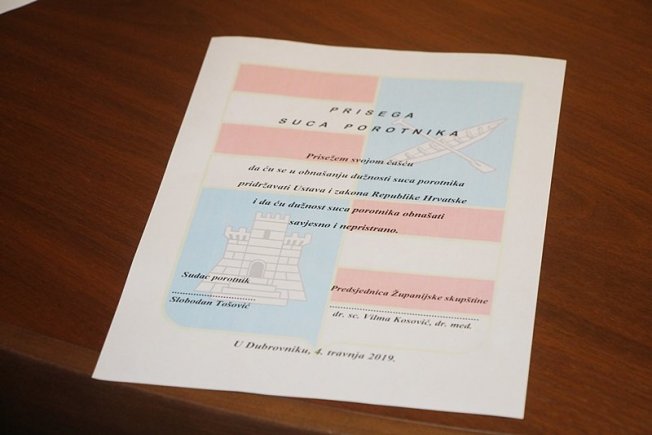 PRISEGA
SUCA POROTNIKA
Prisežem svojom čašću
da ću se u obnašanju dužnosti suca porotnika
pridržavati Ustava i zakona Republike Hrvatske
i da ću dužnost suca porotnika obnašati
savjesno i nepristrano.
Sudac porotnik
Slobodan Tošović
Predsjednica Županijske skupštine
dr. sc. Vilma Kosović, dr. med.
U Dubrovniku, 4. travnja 2019.